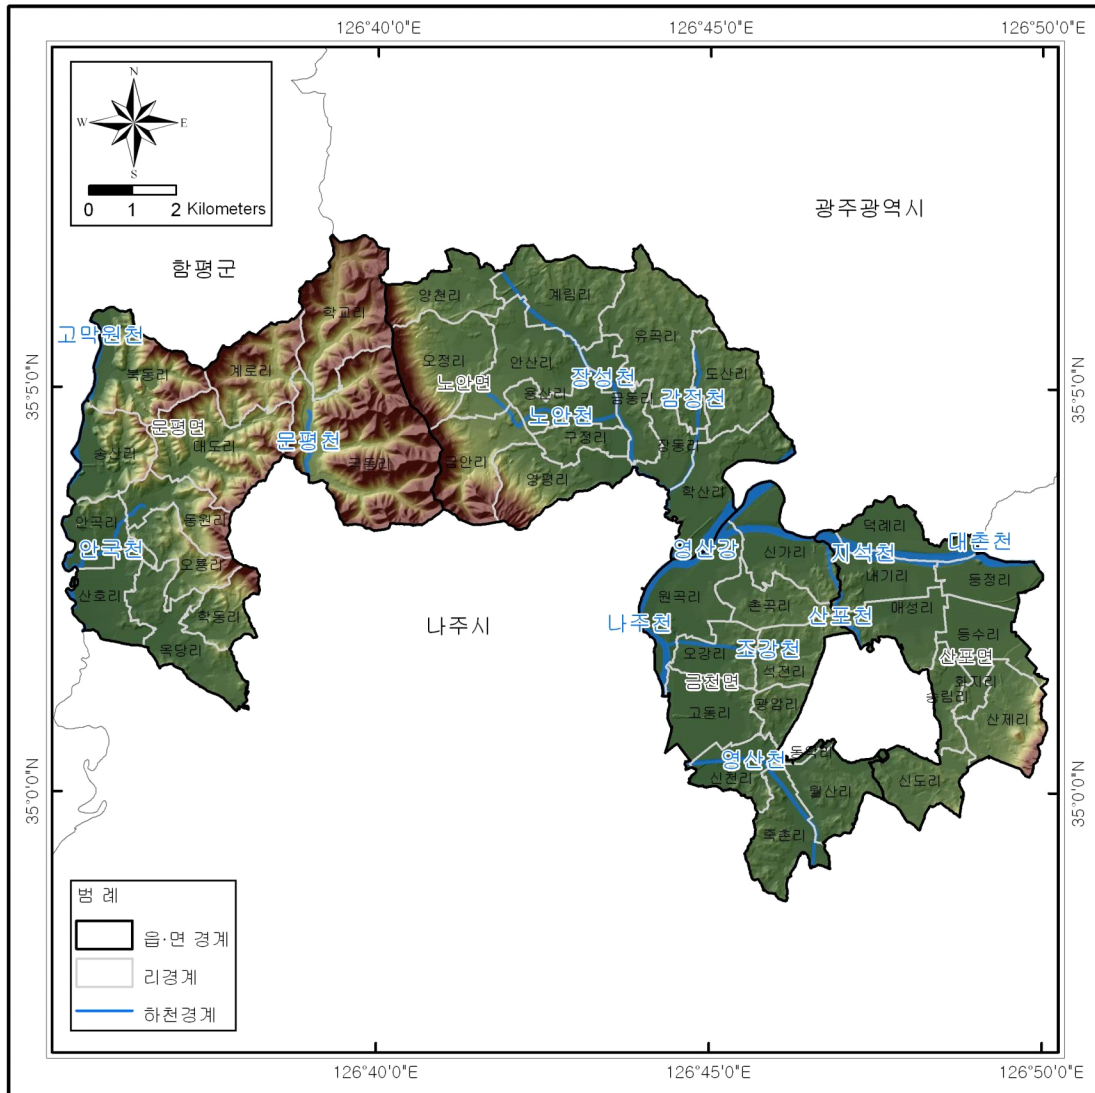 126°40'0"E
126°45'0"E
126°50'0"E
N
W
E
S
0 1 2 Kilometers
광주광역시
함평군
학교리
양천리
계림리
고막원천
유곡리
35°5'0"N
35°5'0"N
북동리
계로리
오정리
안산리
도산리
노안면
장성천
용산리
금동리
감정천
문평면
노안천
송산리
대도리
문평천
구정리
장동리
국동리
금안리
양평리
학산리
안곡리
동원리
덕례리
안국천
영산강
신가리
지석천
대촌천
오룡리
내기리
등정리
산호리
원곡리
촌곡리
매성리
학동리
나주시
나주천
산포천
등수리
옥당리
오강리
조강천
산포면
석전리
금천면
화지리
송림리
고동리
광암리
산제리
동악리
영산천
신천리
월산리
신도리
35°0'0"N
35°0'0"N
죽촌리
범 례
읍·면 경계
리경계
하천경계
126°40'0"E
126°45'0"E
126°50'0"E